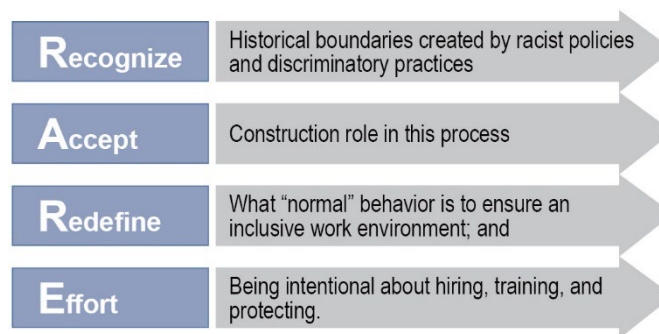 Recognize
Historical boundaries created by racist policies
and discriminatory practices
Accept
Construction role in this process
Redefine
What “normal” behavior is to ensure an
inclusive work environment; and
Effort
Being intentional about hiring, training, and
protecting.